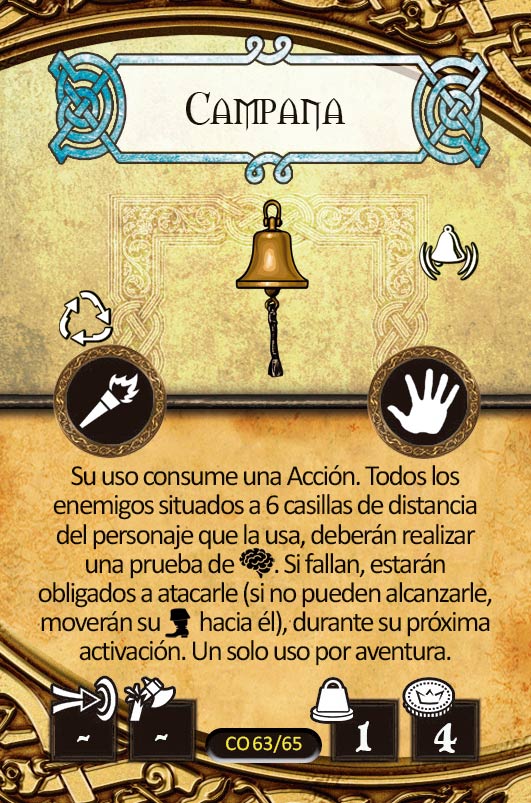 Campana
Su uso consume una Acción. Todos los
enemigos situados a 6 casillas de distancia
del personaje que la usa, deberán realizar
una prueba de . Si fallan, estarán
obligados a atacarle (si no pueden alcanzarle,
moverán su hacia él), durante su próxima
activación. Un solo uso por aventura.
~ ~ CO 63/65 1 4